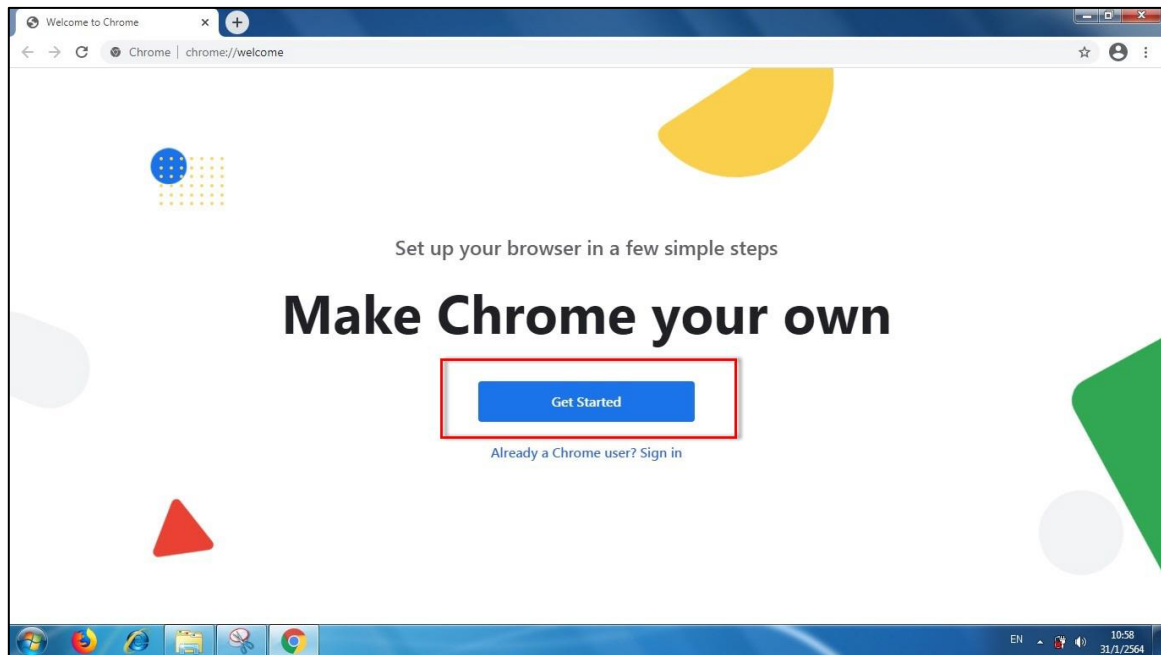 Welcome to Chrome
Chrome | chrome://welcome
Set up your browser in a few simple steps
Make Chrome your own
Get Started
Already a Chrome user? Sign in
EN
10:58
31/1/2564